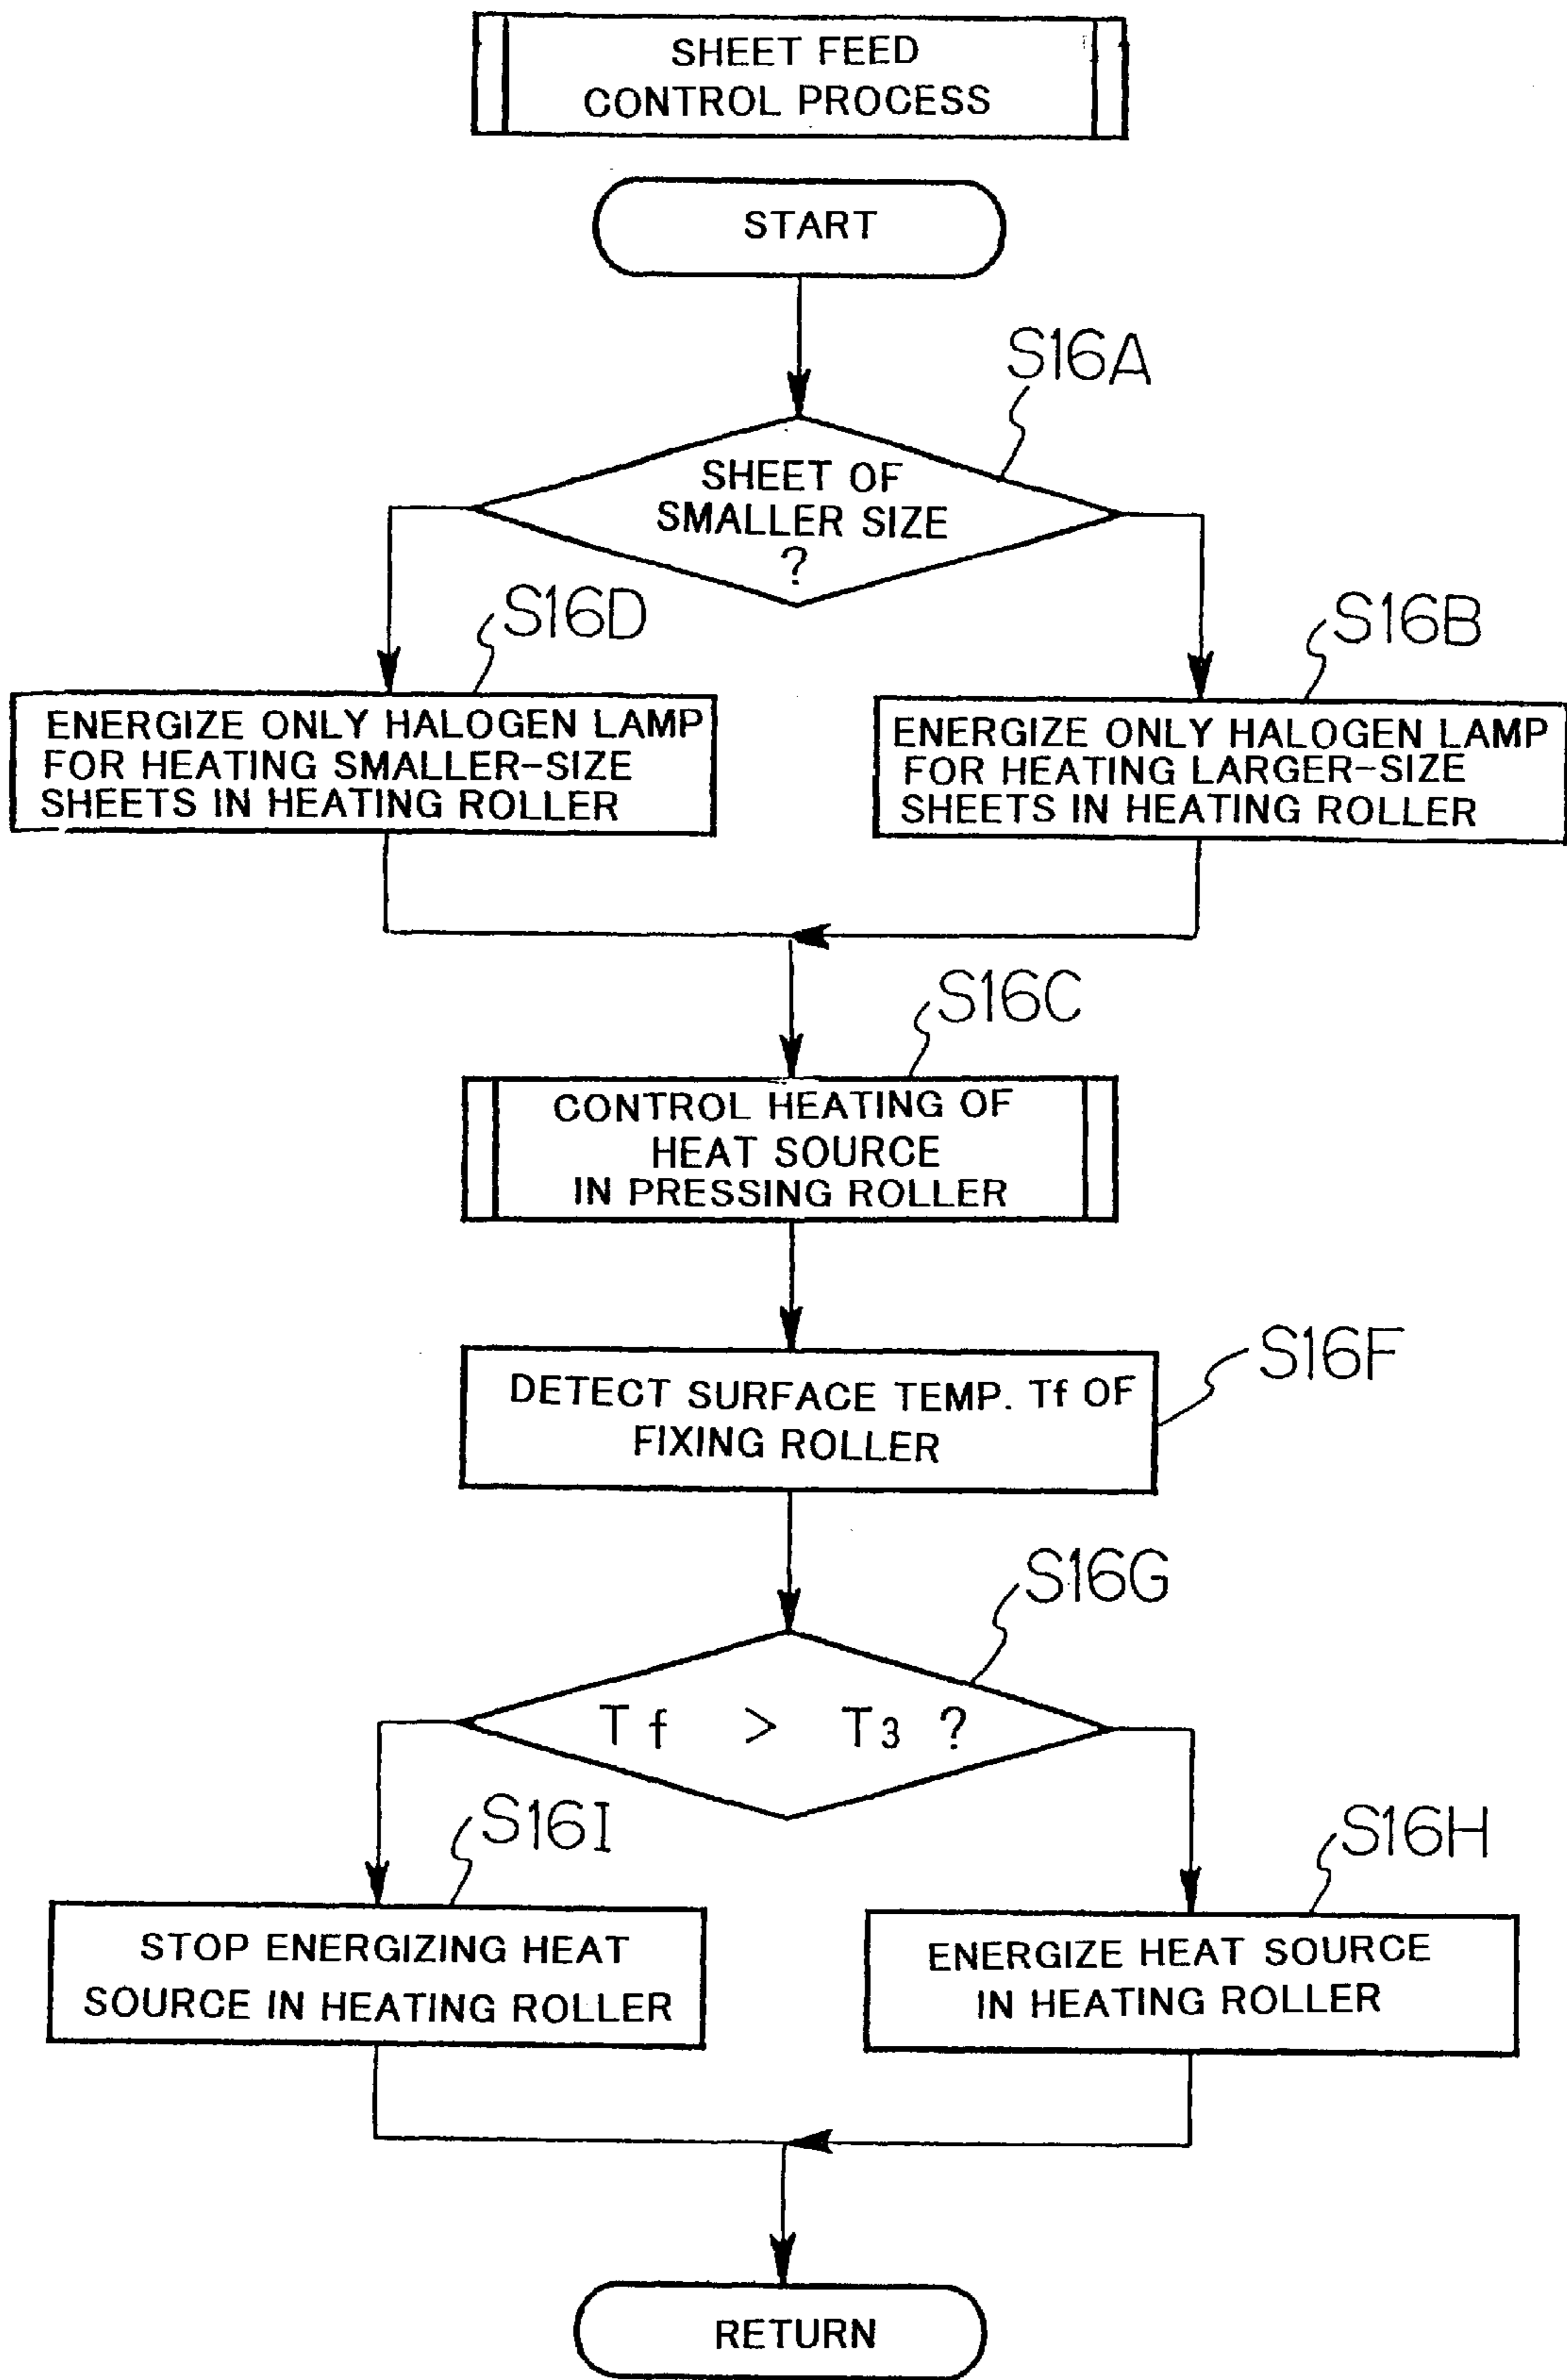 SHEET FEED
CONTROL PROCESS
START
S16A
SHEET OF
SMALLER SIZE
?
S16D
ENERGIZE ONLY HALOGEN LAMP
FOR HEATING SMALLER-SIZE
SHEETS IN HEATING ROLLER
S16B
ENERGIZE ONLY HALOGEN LAMP
FOR HEATING LARGER-SIZE
SHEETS IN HEATING ROLLER
S16C
CONTROL HEATING OF
HEAT SOURCE
IN PRESSING ROLLER
S16F
DETECT SURFACE TEMP. Tf OF
FIXING ROLLER
S16G
Tf > T3 ?
S16I
STOP ENERGIZING HEAT
SOURCE IN HEATING ROLLER
S16H
ENERGIZE HEAT SOURCE
IN HEATING ROLLER
RETURN